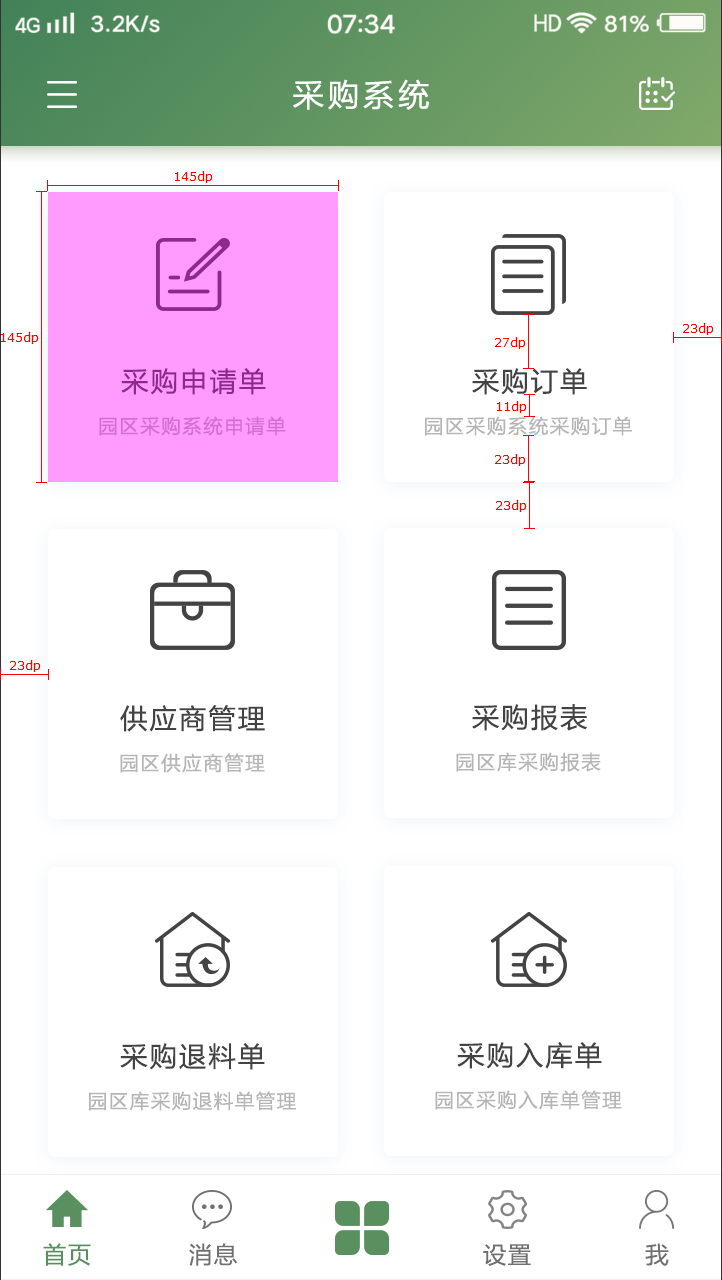 4G 3.2K/s 07:34 HD 81%
采购系统
145dp
145dp
采购申请单
园区采购系统申请单
27dp
23dp
采购订单
11dp
园区采购系统采购订单
23dp
23dp
供应商管理
园区供应商管理
采购报表
园区库采购报表
23dp
采购退料单
园区库采购退料单管理
采购入库单
园区采购入库单管理
首页
消息
设置
我